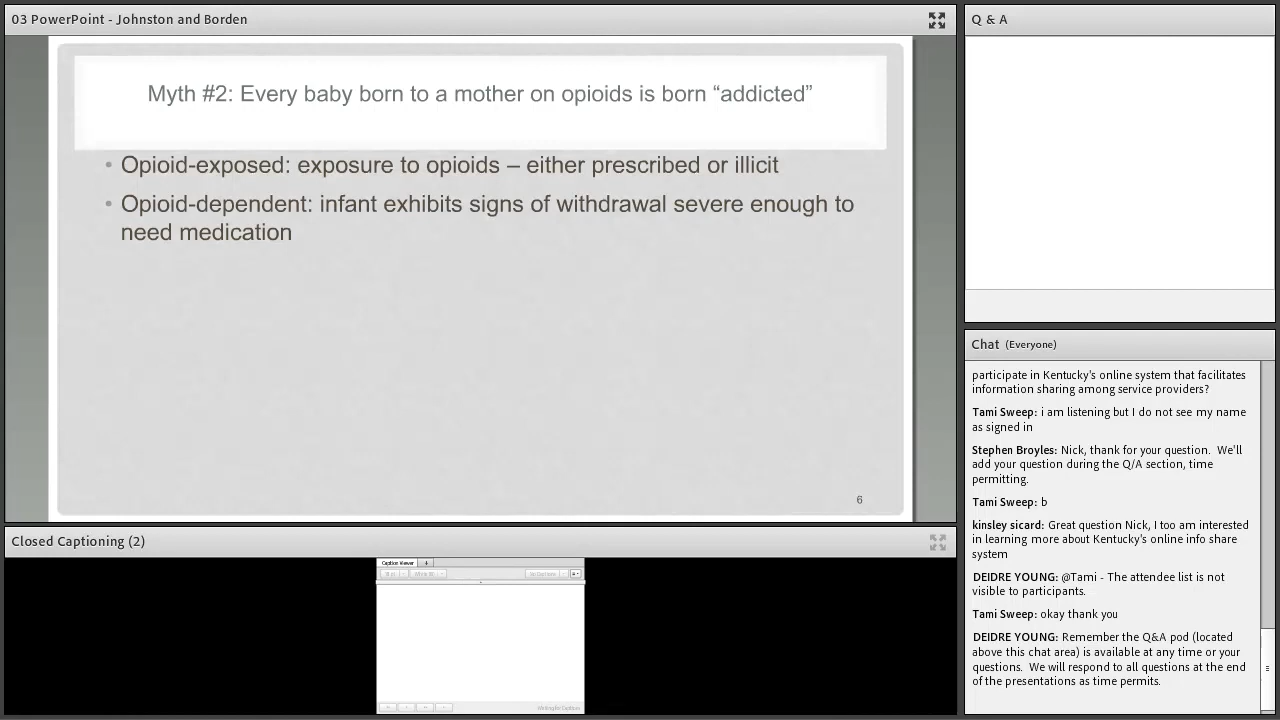 03 PowerPoint - Johnston and Borden
Myth #2: Every baby born to a mother on opioids is born “addicted”
• Opioid-exposed: exposure to opioids – either prescribed or illicit
• Opioid-dependent: infant exhibits signs of withdrawal severe enough to
need medication
6
Closed Captioning (2)
Caption Viewer
Q & A
Chat (Everyone)
participate in Kentucky's online system that facilitates
information sharing among service providers?
Tami Sweep: i am listening but I do not see my name
as signed in
Stephen Broyles: Nick, thank for your question. We'll
add your question during the Q/A section, time
permitting.
Tami Sweep: b
kinsley sicard: Great question Nick, I too am interested
in learning more about Kentucky's online info share
system
DEIDRE YOUNG: @Tami - The attendee list is not
visible to participants.
Tami Sweep: okay thank you
DEIDRE YOUNG: Remember the Q&A pod (located
above this chat area) is available at any time or your
questions. We will respond to all questions at the end
of the presentations as time permits.